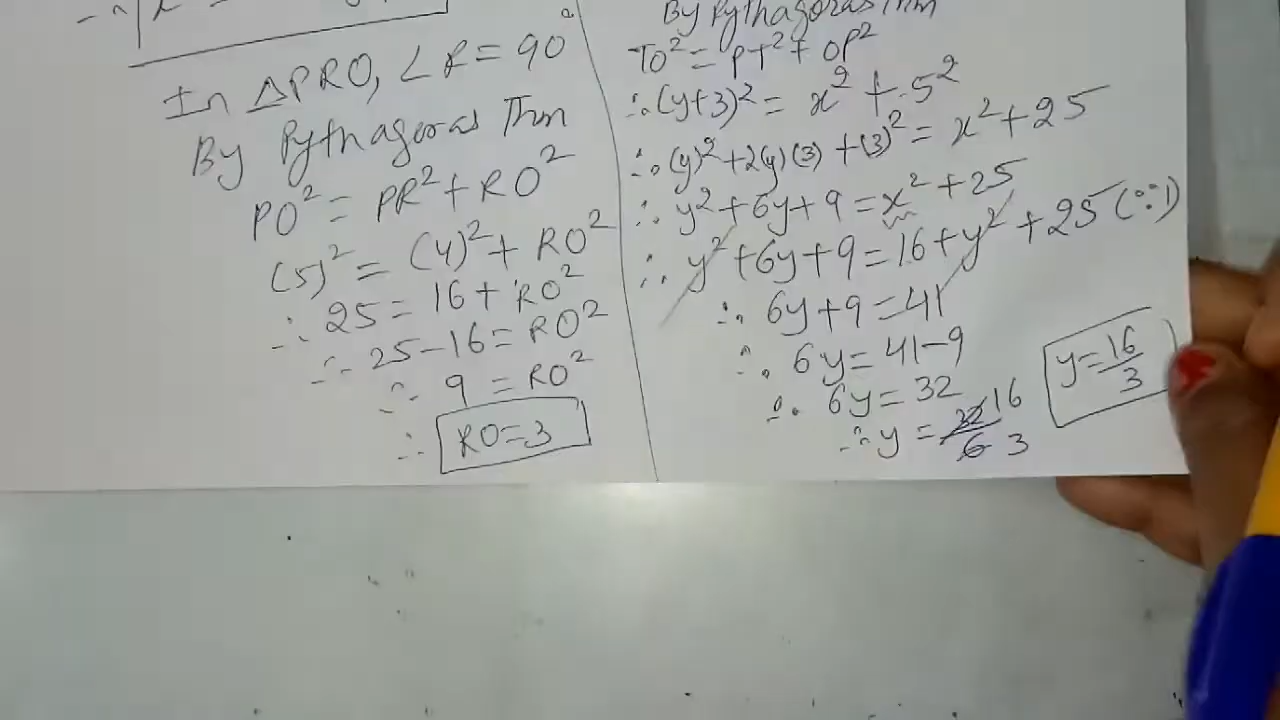 In △PRO, ∠R = 90°
By Pythagoras Thm
PO² = PR² + RO²
(5)² = (4)² + RO²
∴ 25 = 16 + RO²
∴ 25 - 16 = RO²
∴ 9 = RO²
∴ RO = 3
By Pythagoras Thm
TO² = PT² + OP²
∴ (y+3)² = x² + 5²
∴ (y)² + 2(y)(3) + (3)² = x² + 25
∴ y² + 6y + 9 = x² + 25
∴ y² + 6y + 9 = 16 + y² + 25 (∵ 1)
∴ 6y + 9 = 41
∴ 6y = 41 - 9
∴ 6y = 32
∴ y = 32/6 16/3
y = 16/3